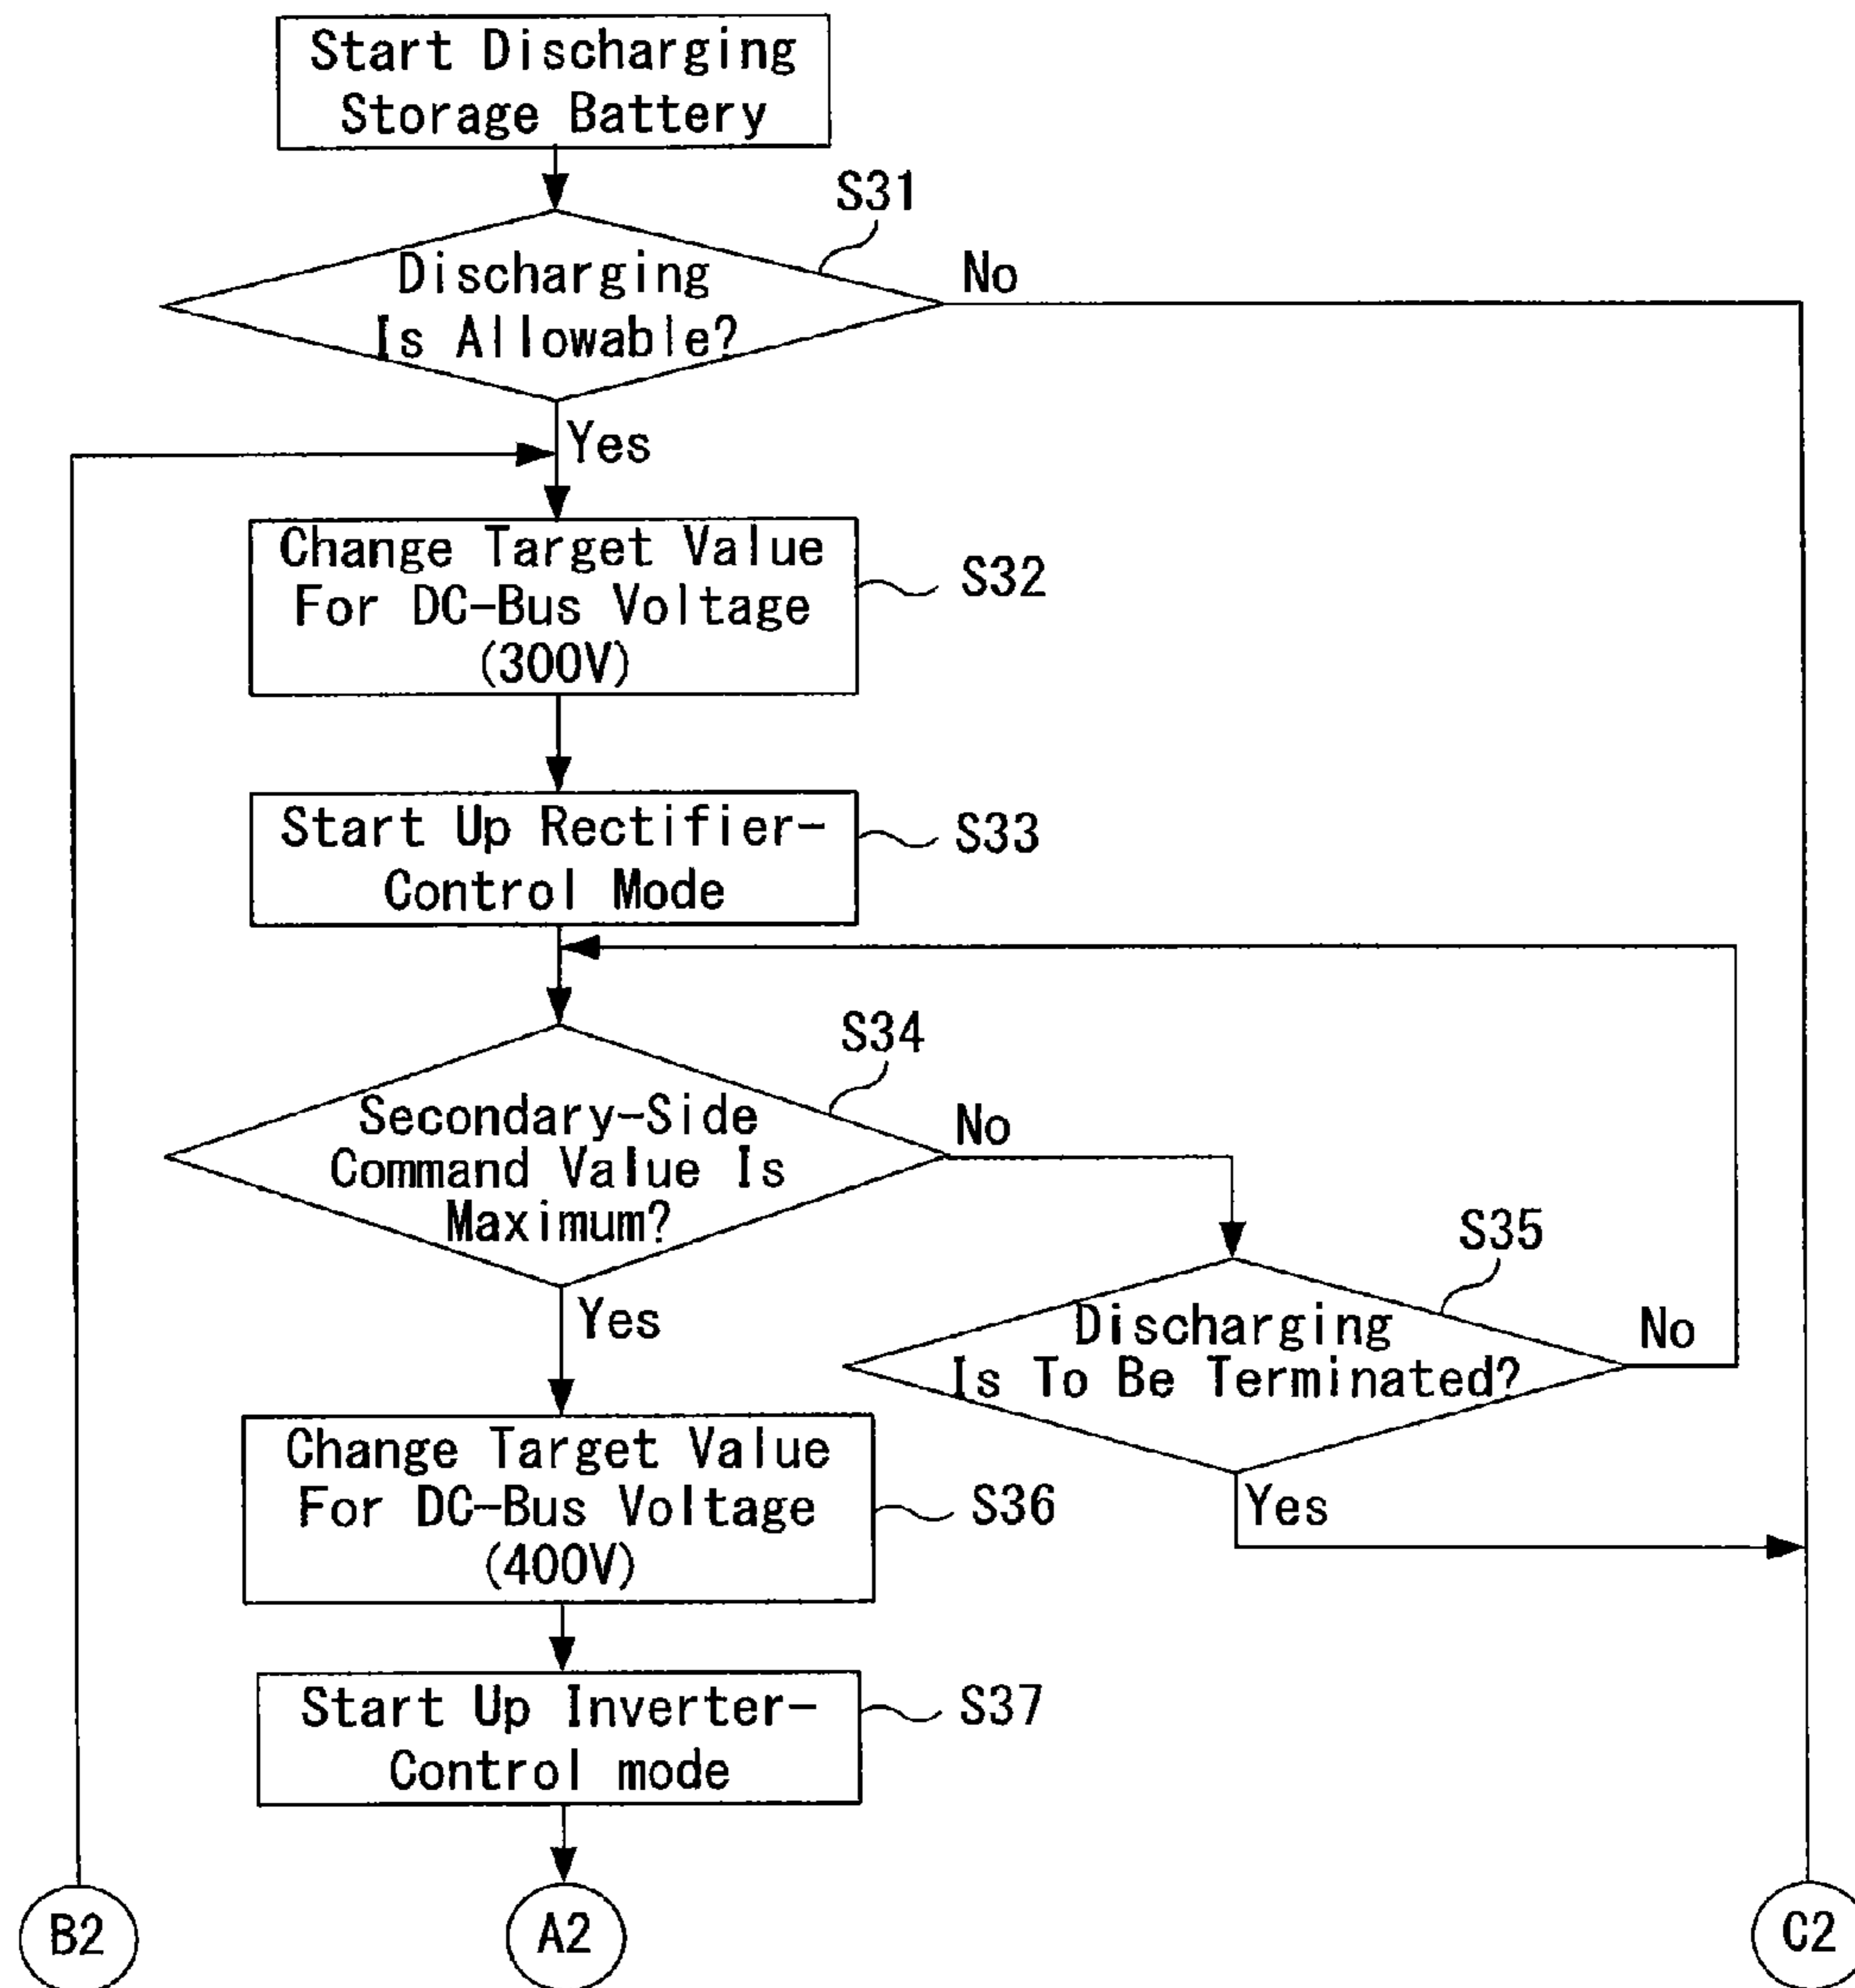 Start Discharging
Storage Battery
S31
Discharging
Is Allowable?
No
Yes
Change Target Value
For DC-Bus Voltage
(300V)
S32
Start Up Rectifier-
Control Mode
S33
S34
Secondary-Side
Command Value Is
Maximum?
No
Yes
S35
Discharging
Is To Be Terminated?
No
Yes
Change Target Value
For DC-Bus Voltage
(400V)
S36
Start Up Inverter-
Control mode
S37
B2
A2
C2